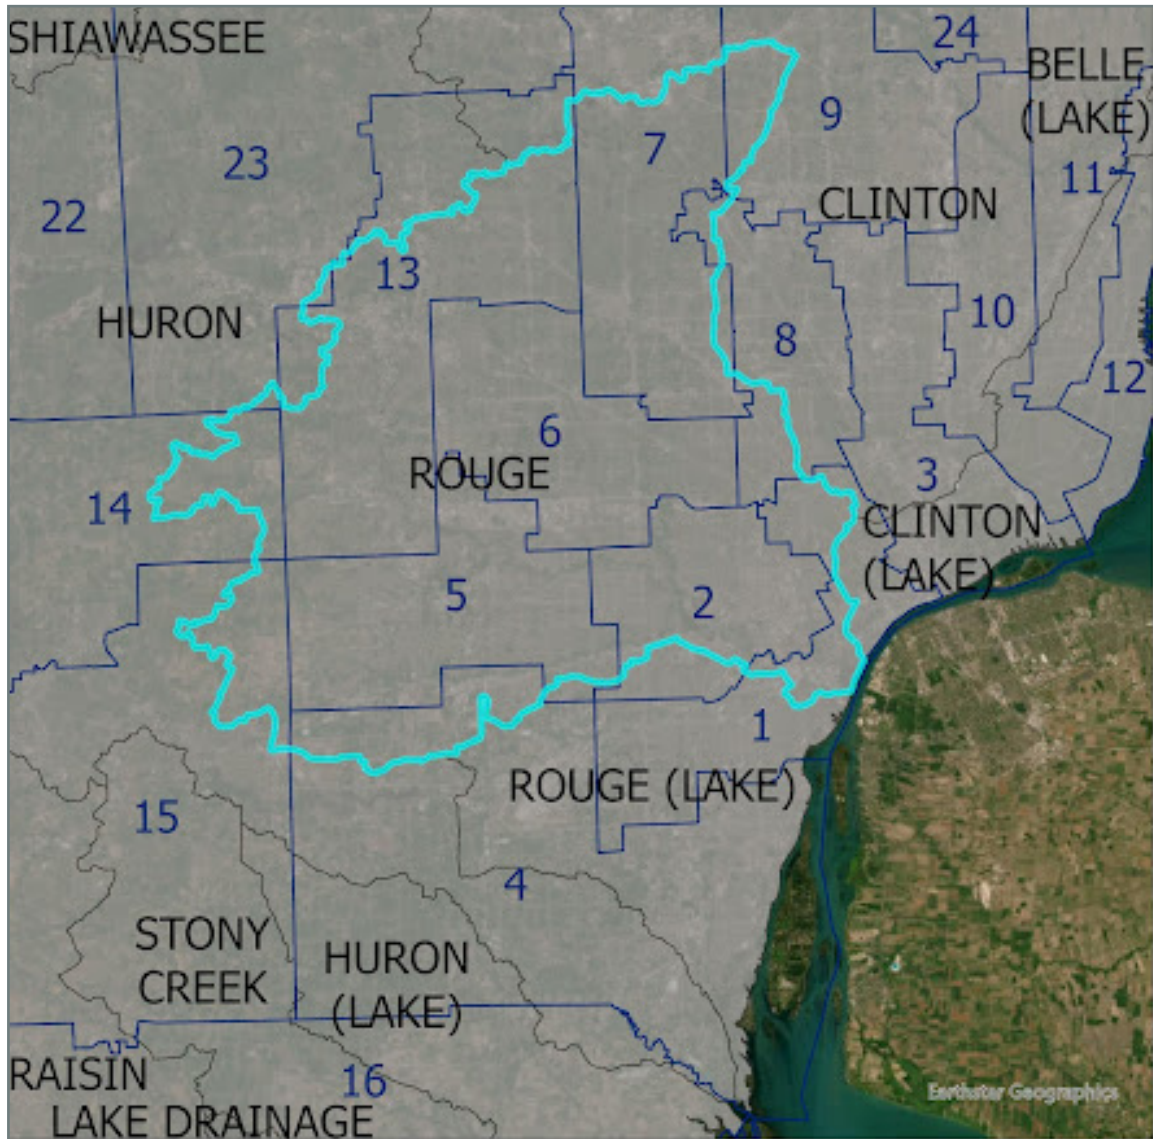 SHIAWASSEE
24
BELLE
(LAKE)
9
7
23
11
22
CLINTON
13
HURON
10
8
12
6
ROUGE
3
14
CLINTON
(LAKE)
5
2
1
ROUGE (LAKE)
15
4
STONY
CREEK
HURON
(LAKE)
RAISIN
16
LAKE DRAINAGE
Earthstar Geographics